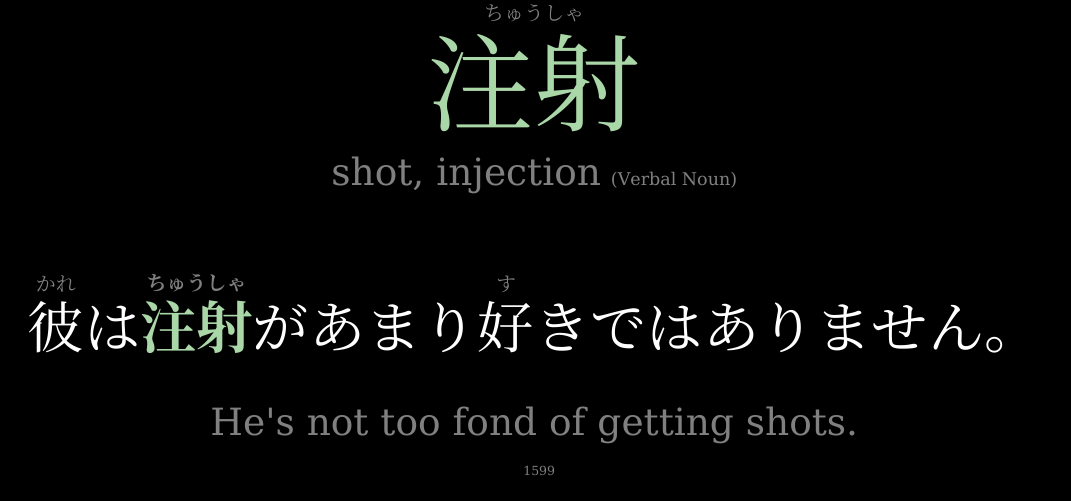 ちゅうしゃ
注射
shot, injection (Verbal Noun)
かれ ちゅうしゃ す
彼は注射があまり好きではありません。
He's not too fond of getting shots.
1599